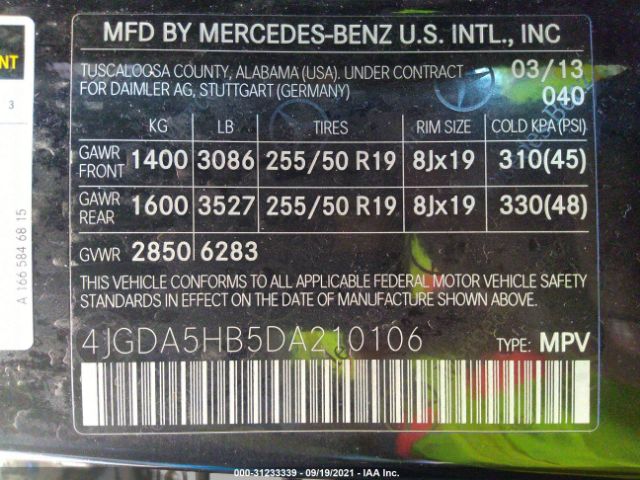 MFD BY MERCEDES-BENZ U.S. INTL., INC
TUSCALOOSA COUNTY, ALABAMA (USA). UNDER CONTRACT 03/13
FOR DAIMLER AG, STUTTGART (GERMANY) 040
KG LB TIRES RIM SIZE COLD KPA (PSI)
GAWR FRONT 1400 3086 255/50 R19 8Jx19 310(45)
GAWR REAR 1600 3527 255/50 R19 8Jx19 330(48)
GVWR 2850 6283
THIS VEHICLE CONFORMS TO ALL APPLICABLE FEDERAL MOTOR VEHICLE SAFETY
STANDARDS IN EFFECT ON THE DATE OF MANUFACTURE SHOWN ABOVE.
4JGDA5HB5DA210106 TYPE: MPV
NT
3
A 166 584 68 15
000-31233339 - 09/19/2021 - IAA Inc.